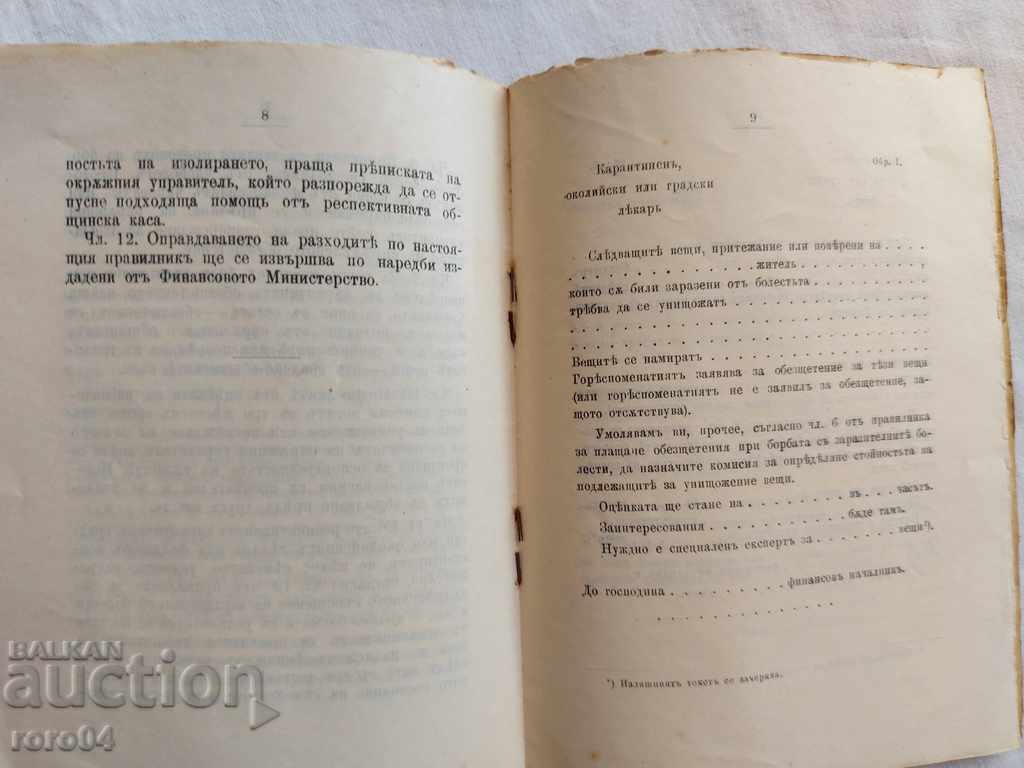 8
ностьта на изолирането, праща прѣписката на
окрѫжния управитель, който разпорежда да се от-
пусне подходяща помощь отъ респективната об-
щинска каса.
Чл. 12. Оправдаването на разходитѣ по настоя-
щия правилникъ ще се извършва по наредби из-
дадени отъ Финансовото Министерство.
9
Карантиненъ, Обр. I.
околийски или градски
лѣкарь
Слѣдващитѣ вещи, притежание или повѣрени на . . . .
. . . . . . . . . . . . . . . . жителъ . . . . . . . . . .
които сѫ били заразени отъ болестьта . . . . . . . . . .
трѣбва да се унищожатъ . . . . . . . . . . . . . . . .
. . . . . . . . . . . . . . . . . . . . . . . . . . . .
. . . . . . . . . . . . . . . . . . . . . . . . . . . .
Вещитѣ се намиратъ . . . . . . . . . . . . . . . . . .
Горѣспоменатиятъ заявява за обезщетение за тѣзи вещи
(или горѣспоменатиятъ не е заявилъ за обезщетение, за-
щото отсѫтствува).
Умолявамъ ви, прочее, съгласно чл. 6 отъ правилника
за плащане обезщетения при борбата съ заразителнитѣ бо-
лести, да назначите комисия за опрѣдѣляне стойностьта на
подлежащитѣ за унищожение вещи.
Оцѣнката ще стане на . . . . . . . . . въ . . . часътъ.
Заинтересования . . . . . . . . . . . . бѫде тамъ.
Нуждно е специаленъ експертъ за . . . . . . . вещи*).
До господина . . . . . . . . . финансовъ началникъ.
. . . . . . . . . . . .
*) Излишниятъ текстъ се зачерква.
BALKAN
auction
roro04